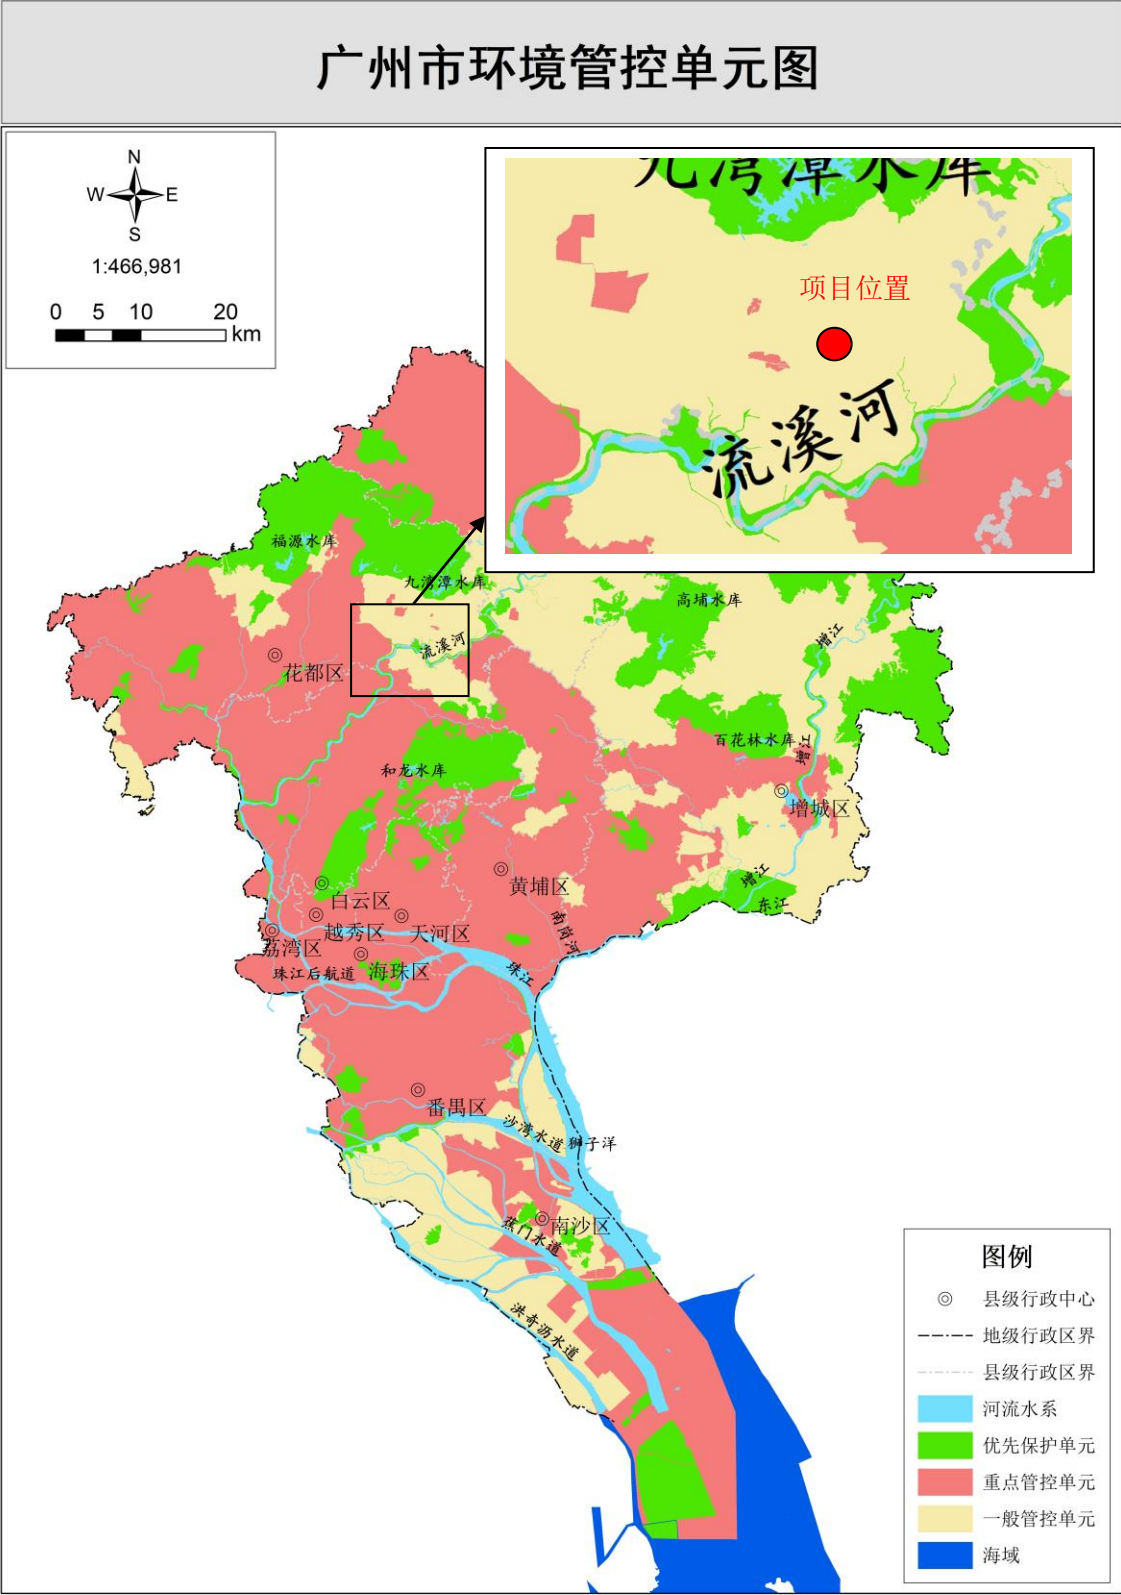 广州市环境管控单元图
N
W E
S
1:466,981
0 5 10 20
km
九湾潭水库
项目位置
流溪河
福源水库
九湾潭水库
高埔水库
增江
流溪河
花都区
百花林水库
增江
和龙水库
增城区
增江
黄埔区
白云区
东江
越秀区
天河区
南岗河
荔湾区
海珠区
珠江后航道
珠江
番禺区
沙湾水道
狮子洋
南沙区
蕉门水道
洪奇沥水道
图例
县级行政中心
地级行政区界
县级行政区界
河流水系
优先保护单元
重点管控单元
一般管控单元
海域